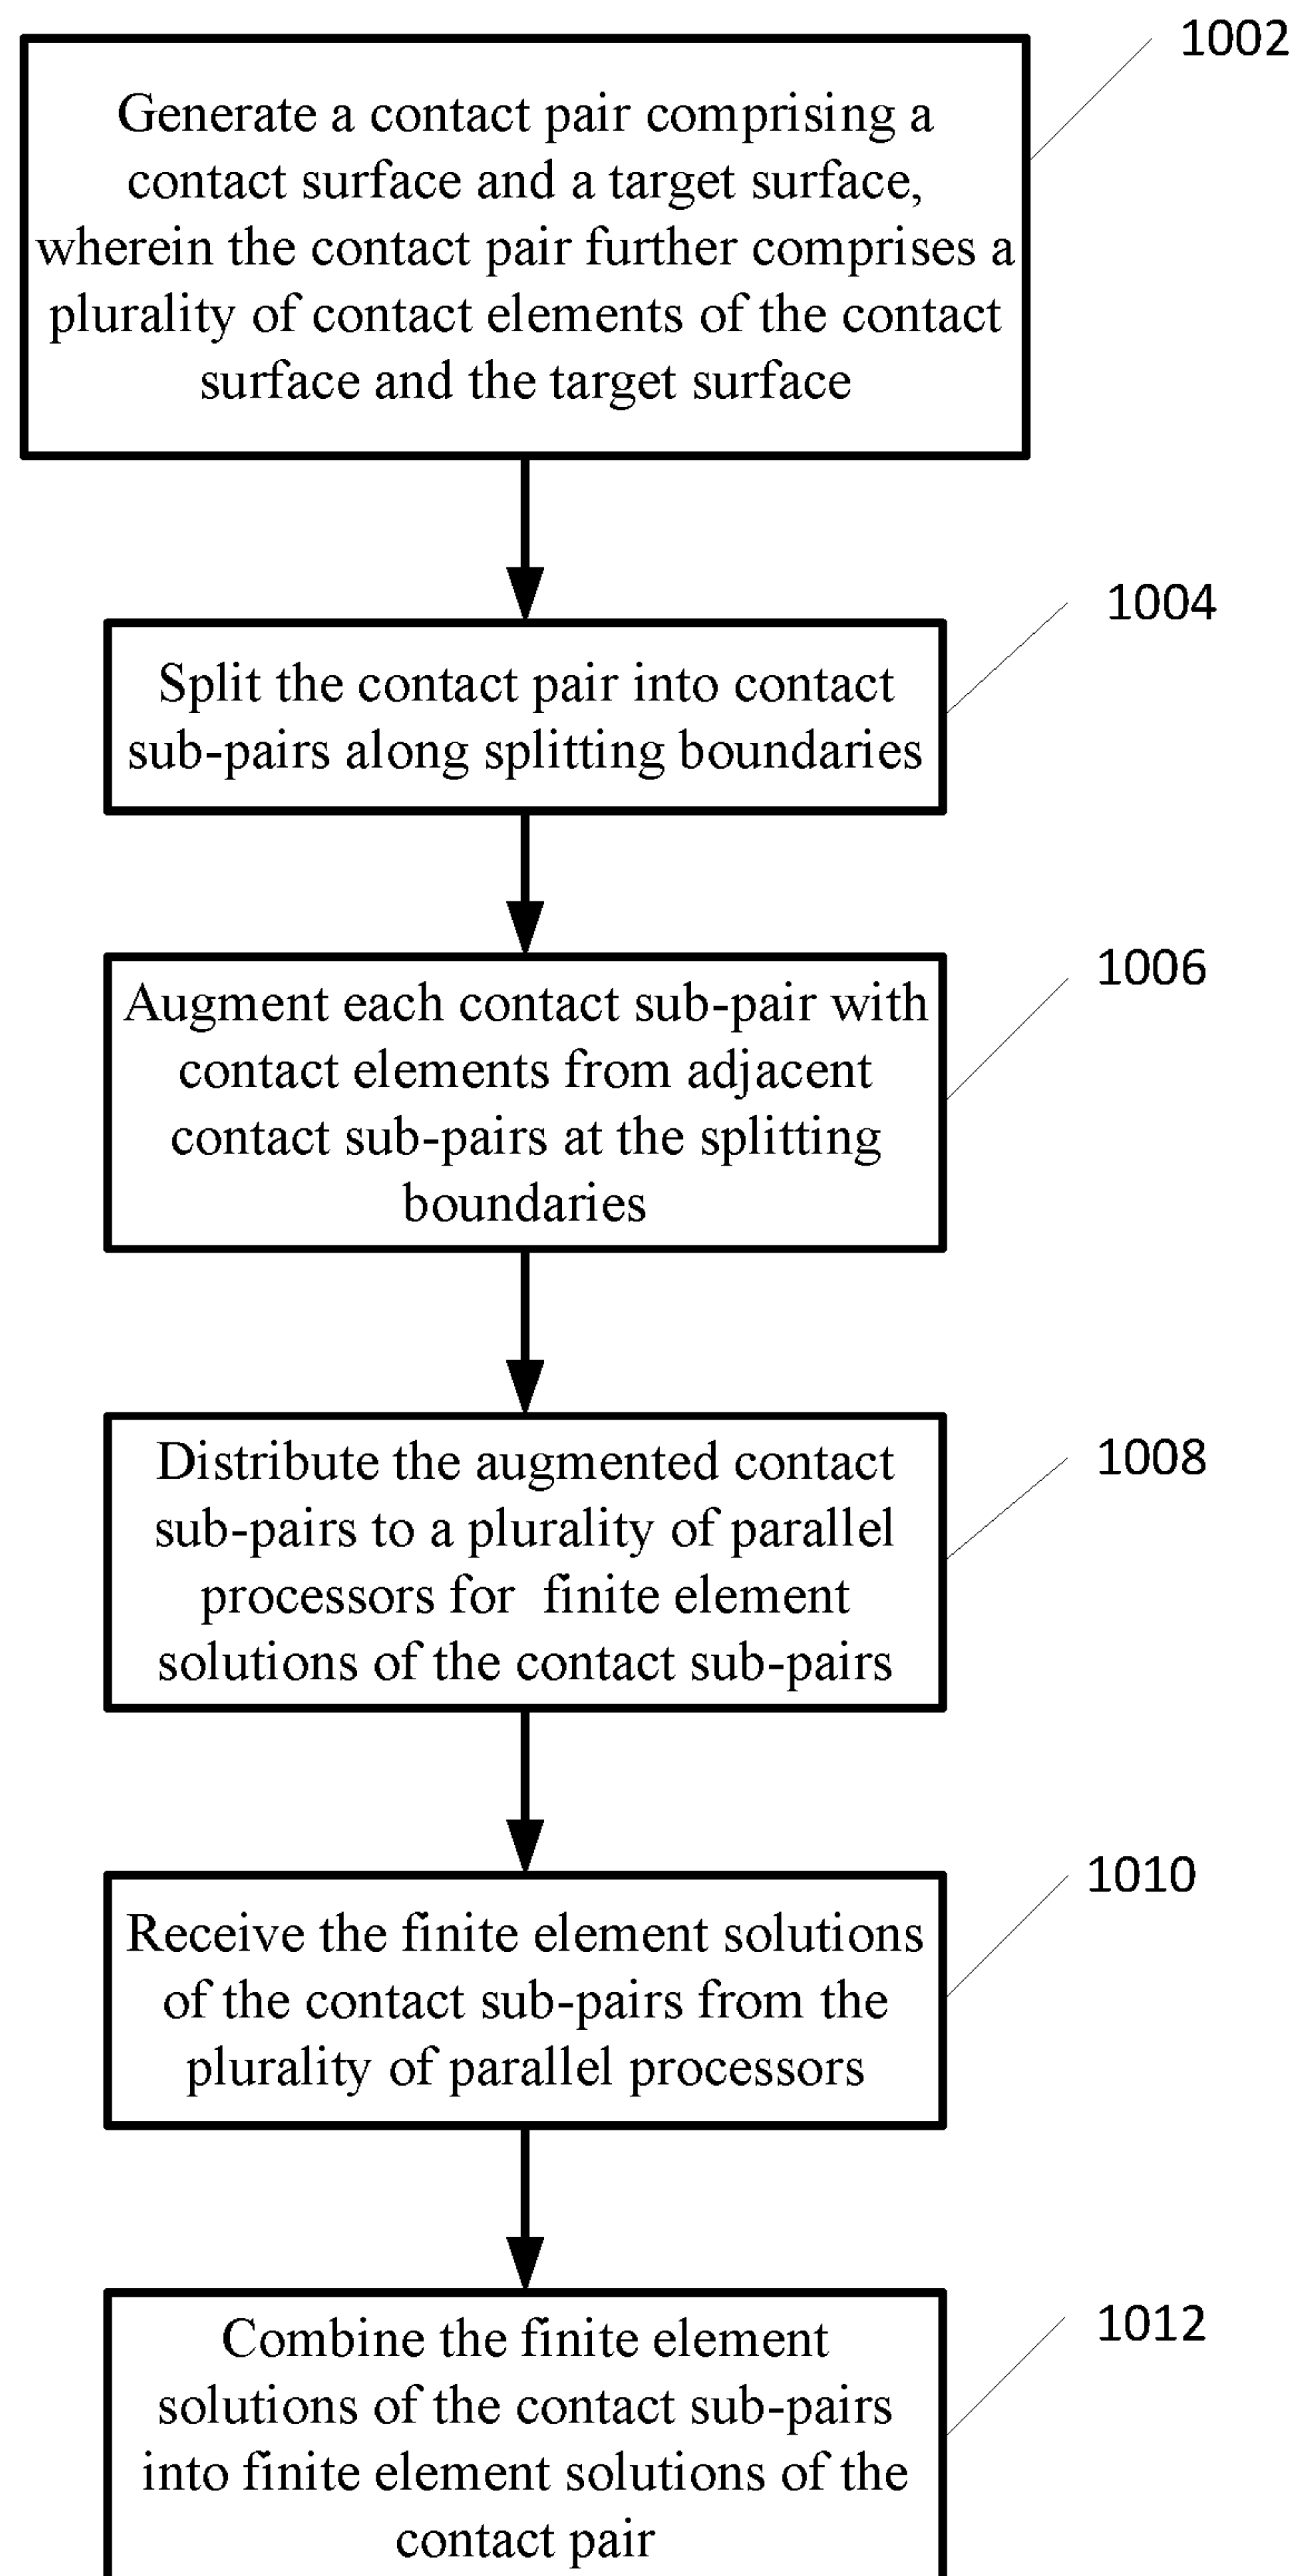 1002
Generate a contact pair comprising a
contact surface and a target surface,
wherein the contact pair further comprises a
plurality of contact elements of the contact
surface and the target surface
1004
Split the contact pair into contact
sub-pairs along splitting boundaries
1006
Augment each contact sub-pair with
contact elements from adjacent
contact sub-pairs at the splitting
boundaries
1008
Distribute the augmented contact
sub-pairs to a plurality of parallel
processors for  finite element
solutions of the contact sub-pairs
1010
Receive the finite element solutions
of the contact sub-pairs from the
plurality of parallel processors
1012
Combine the finite element
solutions of the contact sub-pairs
into finite element solutions of the
contact pair